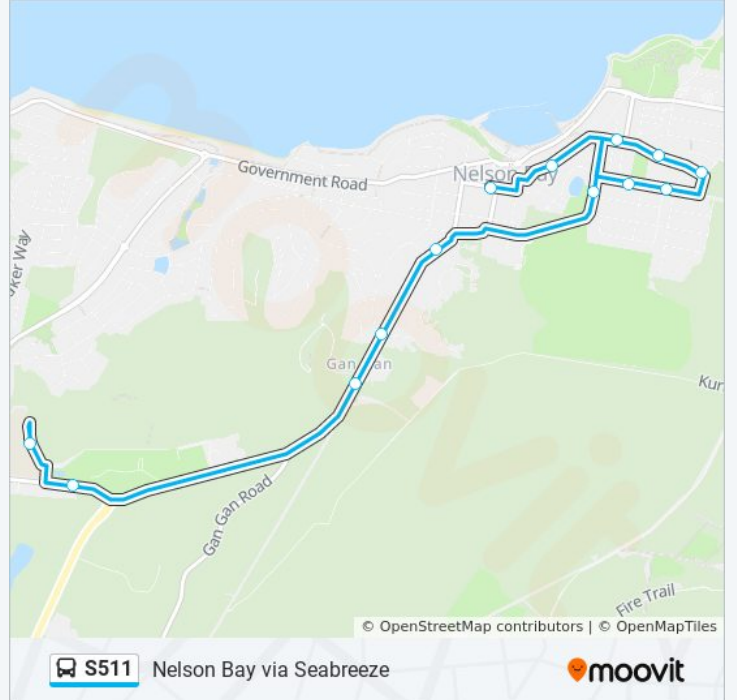 Government Road
Nelson Bay
Gan Gan
Kur
Gan Gan Road
Fire Trail
© OpenStreetMap contributors | © OpenMapTiles
S511 Nelson Bay via Seabreeze
moovit